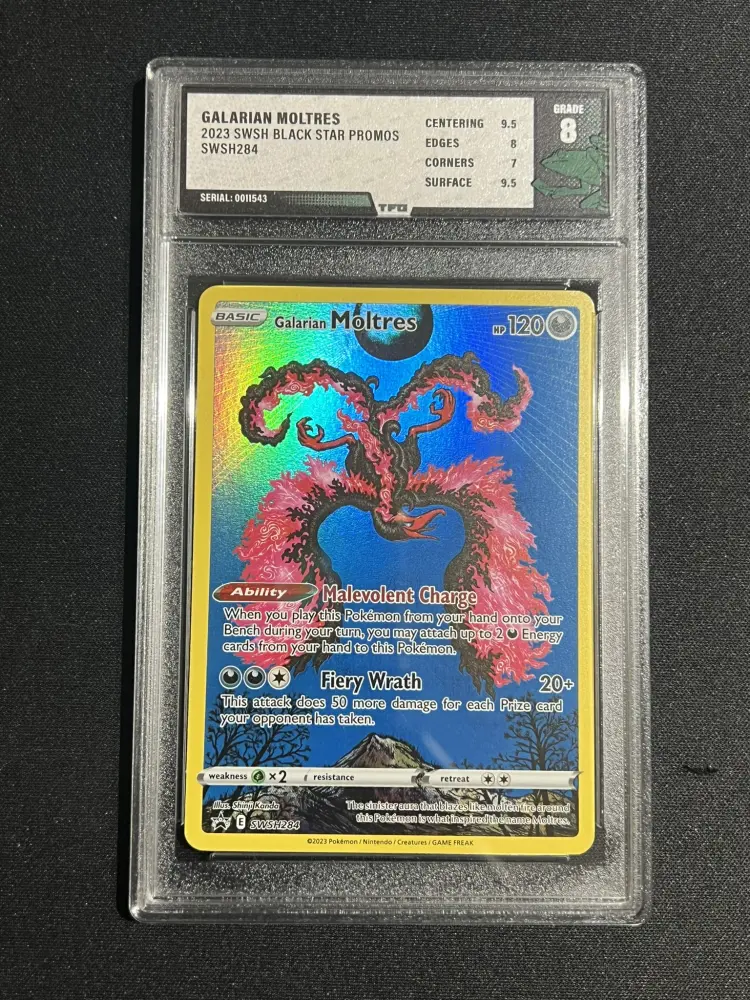 GALARIAN MOLTRES
2023 SWSH BLACK STAR PROMOS
SWSH284
SERIAL: 0011543
CENTERING 9.5
EDGES 8
CORNERS 7
SURFACE 9.5
GRADE
8
TFG
BASIC
Galarian Moltres
HP 120
Ability Malevolent Charge
When you play this Pokémon from your hand onto your
Bench during your turn, you may attach up to 2 Energy
cards from your hand to this Pokémon.
Fiery Wrath 20+
This attack does 50 more damage for each Prize card
your opponent has taken.
weakness ×2 resistance retreat
Illus. Shinji Kanda
E SWSH284
The sinister aura that blazes like molten fire around
this Pokémon is what inspired the name Moltres.
©2023 Pokémon / Nintendo / Creatures / GAME FREAK